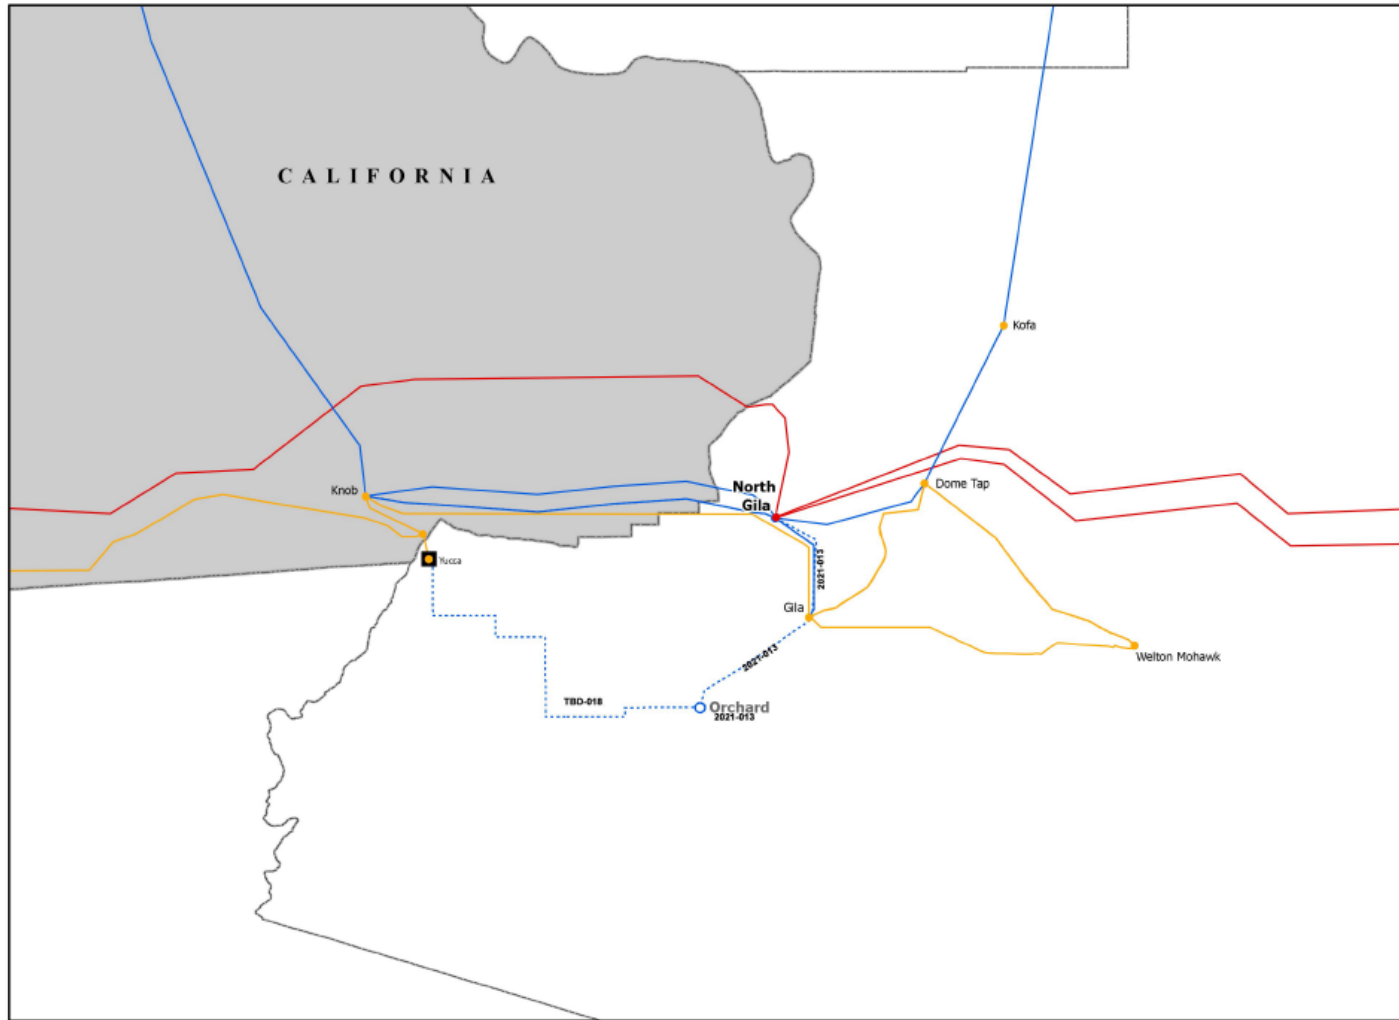 CALIFORNIA
Kofa
Knob
North
Gila
Dome Tap
Yucca
2021-013
Gila
2021-013
Welton Mohawk
TBD-018
Orchard
2021-013